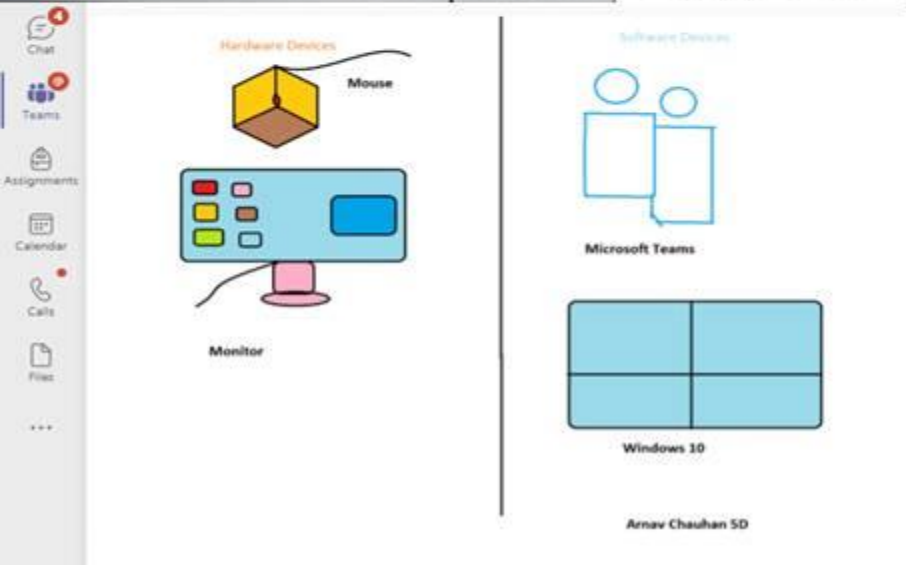 4
Chat
Teams
Assignments
Calendar
Calls
Files
Hardware Devices
Mouse
Monitor
Software Devices
Microsoft Teams
Windows 10
Arnav Chauhan 5D